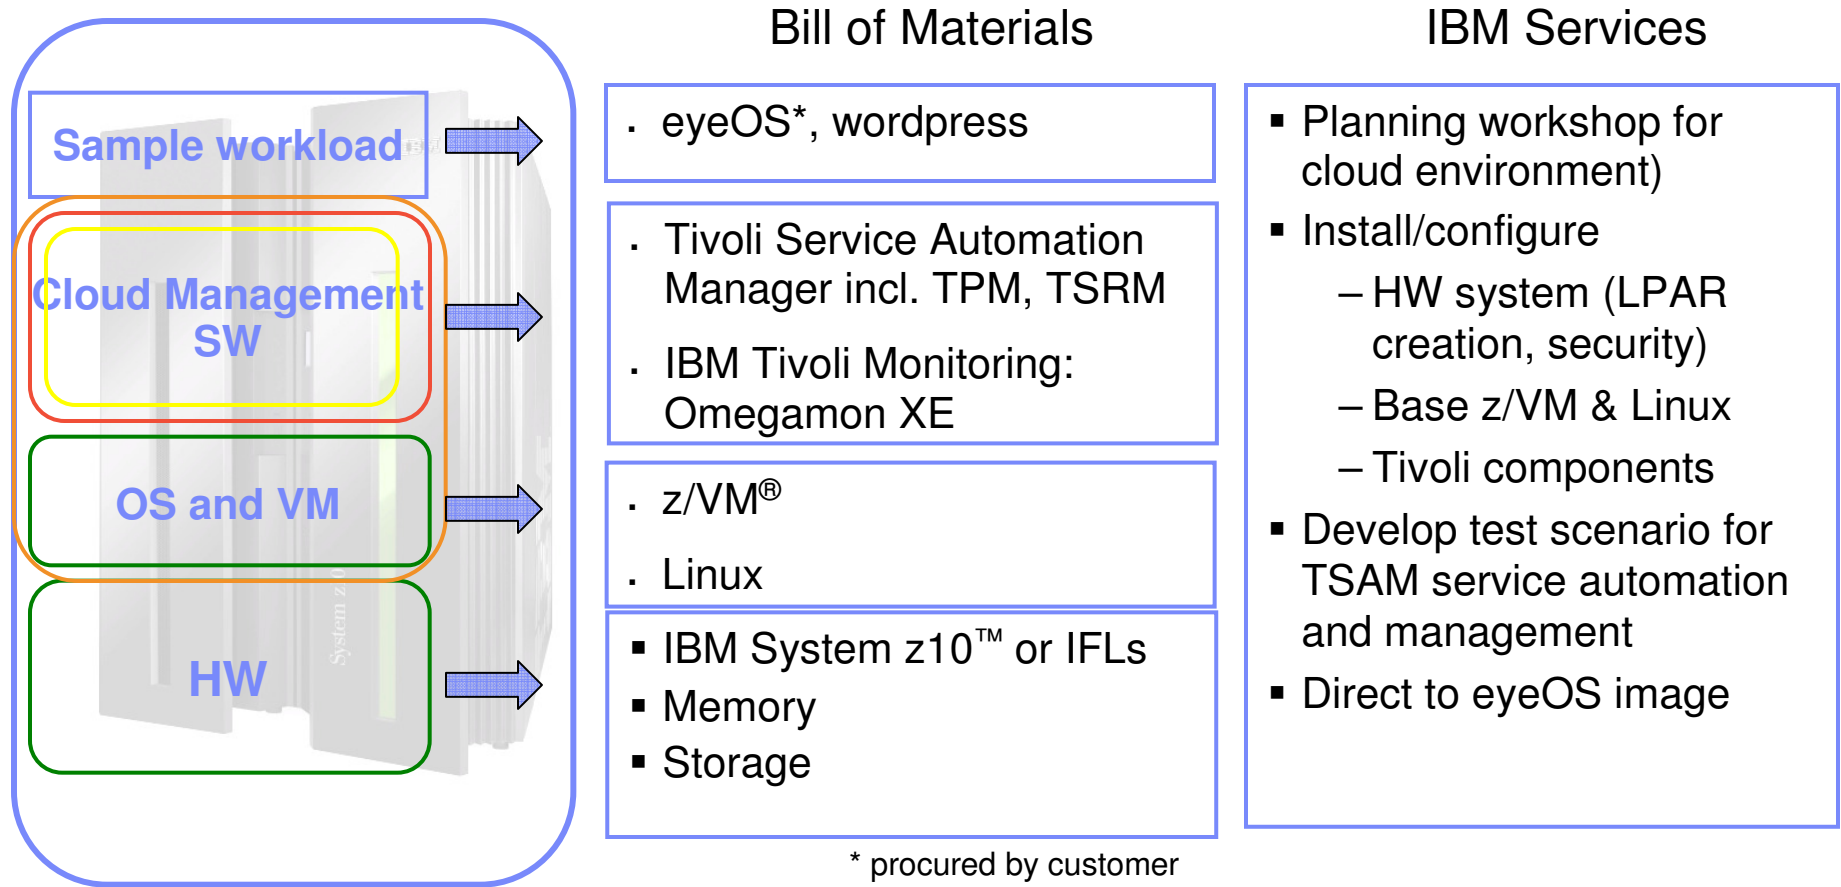 Bill of Materials
IBM Services
Sample workload
Cloud Management
SW
OS and VM
HW
System z10
eyeOS*, wordpress
Tivoli Service Automation
Manager incl. TPM, TSRM
IBM Tivoli Monitoring:
Omegamon XE
z/VM®
Linux
▪ IBM System z10™ or IFLs
▪ Memory
▪ Storage
* procured by customer
▪ Planning workshop for
cloud environment)
▪ Install/configure
– HW system (LPAR
creation, security)
– Base z/VM & Linux
– Tivoli components
▪ Develop test scenario for
TSAM service automation
and management
▪ Direct to eyeOS image